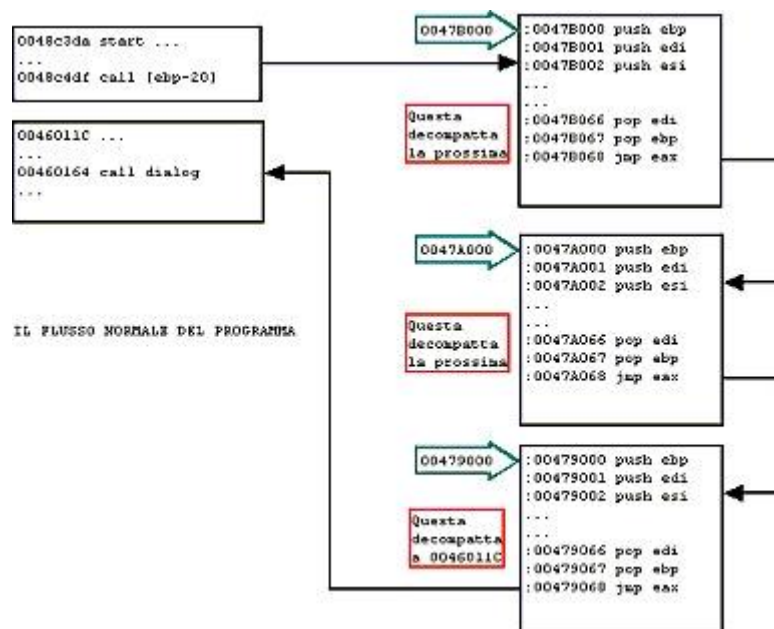 0048c3da start ...
...
0048c4df call [ebp-20]
0046011C ...
...
00460164 call dialog
...
IL FLUSSO NORMALE DEL PROGRAMMA
0047B000
:0047B000 push ebp
:0047B001 push edi
:0047B002 push esi
...
...
:0047B066 pop edi
:0047B067 pop ebp
:0047B068 jmp eax
Questa
decompatta
la prossima
0047A000
:0047A000 push ebp
:0047A001 push edi
:0047A002 push esi
...
...
:0047A066 pop edi
:0047A067 pop ebp
:0047A068 jmp eax
Questa
decompatta
la prossima
00479000
:00479000 push ebp
:00479001 push edi
:00479002 push esi
...
...
:00479066 pop edi
:00479067 pop ebp
:00479068 jmp eax
Questa
decompatta
a 0046011C